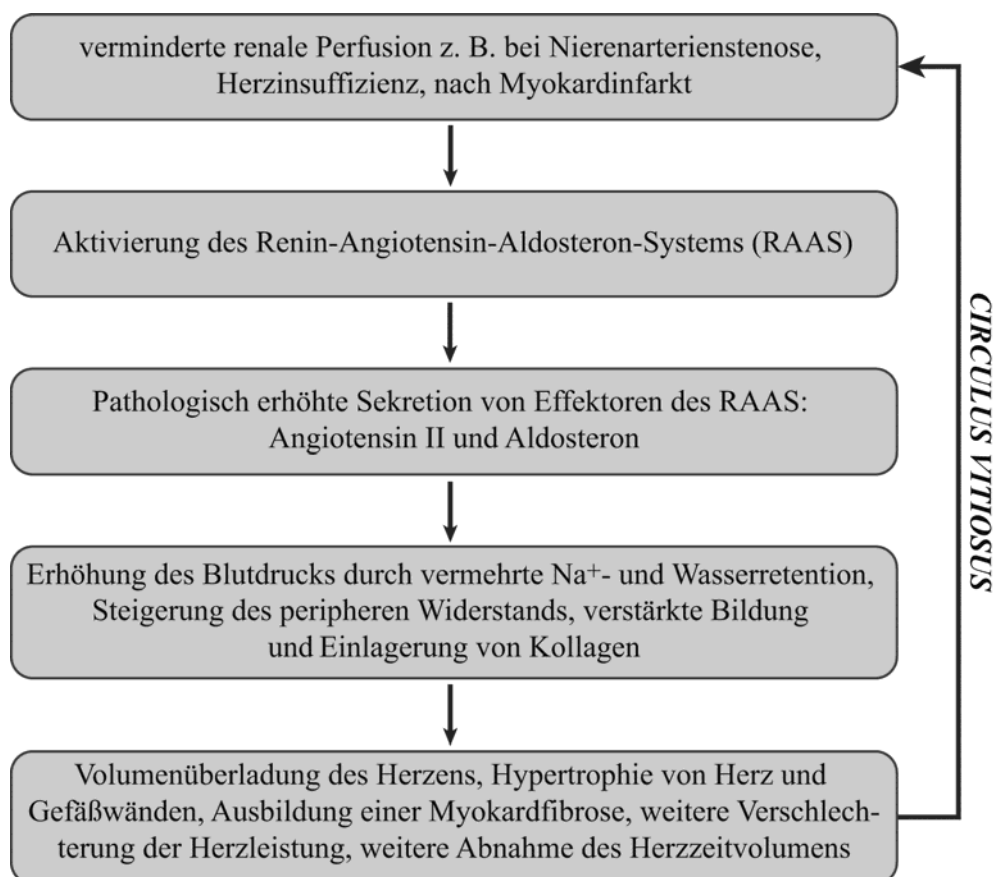 verminderte renale Perfusion z. B. bei Nierenarterienstenose,
Herzinsuffizienz, nach Myokardinfarkt
Aktivierung des Renin-Angiotensin-Aldosteron-Systems (RAAS)
Pathologisch erhöhte Sekretion von Effektoren des RAAS:
Angiotensin II und Aldosteron
Erhöhung des Blutdrucks durch vermehrte Na⁺- und Wasserretention,
Steigerung des peripheren Widerstands, verstärkte Bildung
und Einlagerung von Kollagen
Volumenüberladung des Herzens, Hypertrophie von Herz und
Gefäßwänden, Ausbildung einer Myokardfibrose, weitere Verschlech-
terung der Herzleistung, weitere Abnahme des Herzzeitvolumens
CIRCULUS VITIOSUS